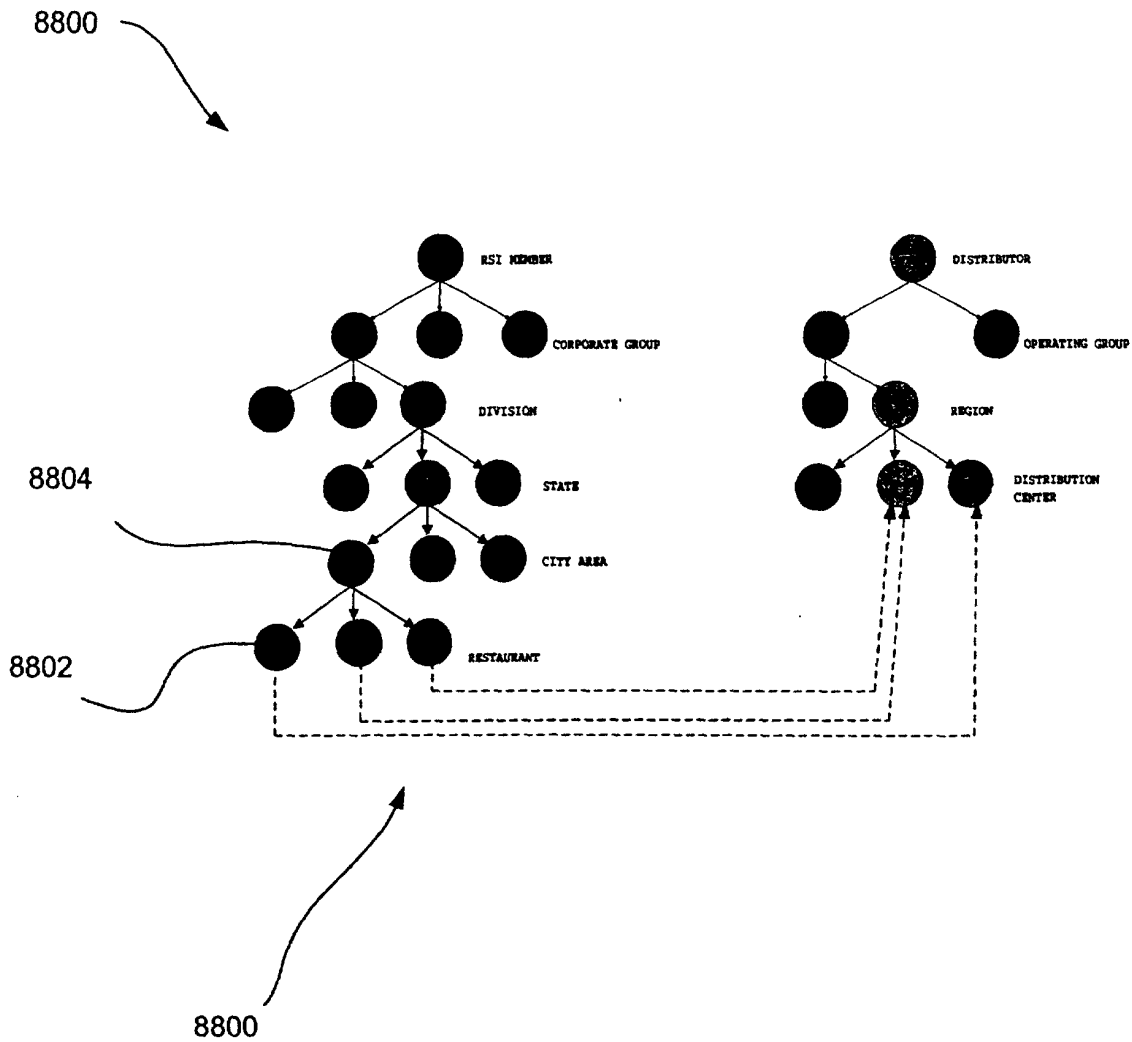 8800
RSI MEMBER
DISTRIBUTOR
CORPORATE GROUP
OPERATING GROUP
DIVISION
REGION
8804
STATE
DISTRIBUTION
CENTER
CITY AREA
8802
RESTAURANT
8800